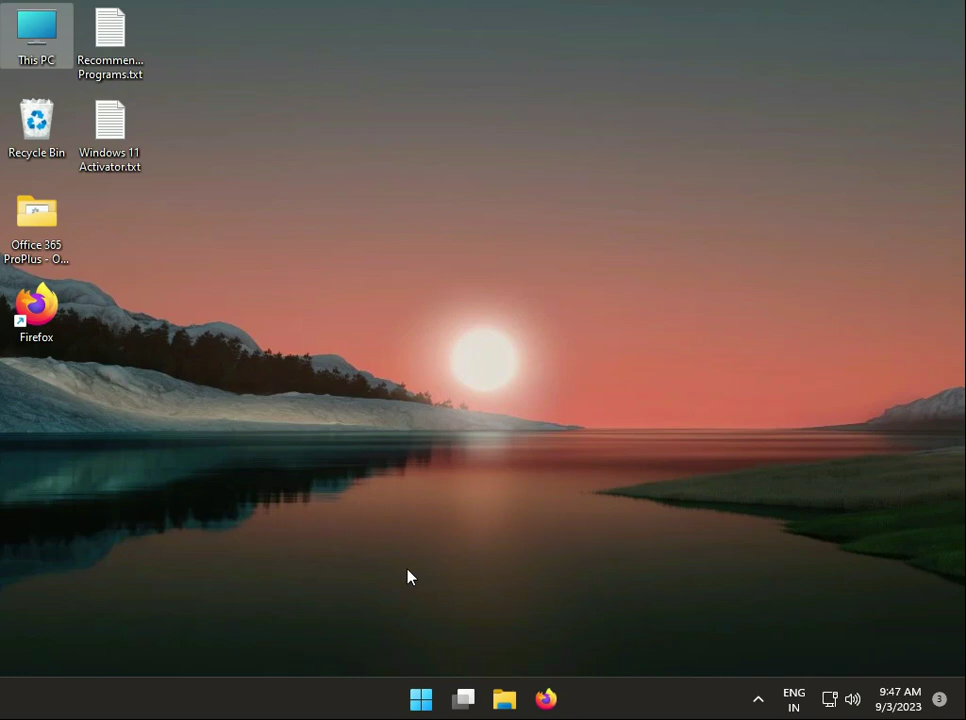 This PC
Recommen...
Programs.txt
Recycle Bin
Windows 11
Activator.txt
Office 365
ProPlus - O...
Firefox
ENG
IN
9:47 AM
9/3/2023
3